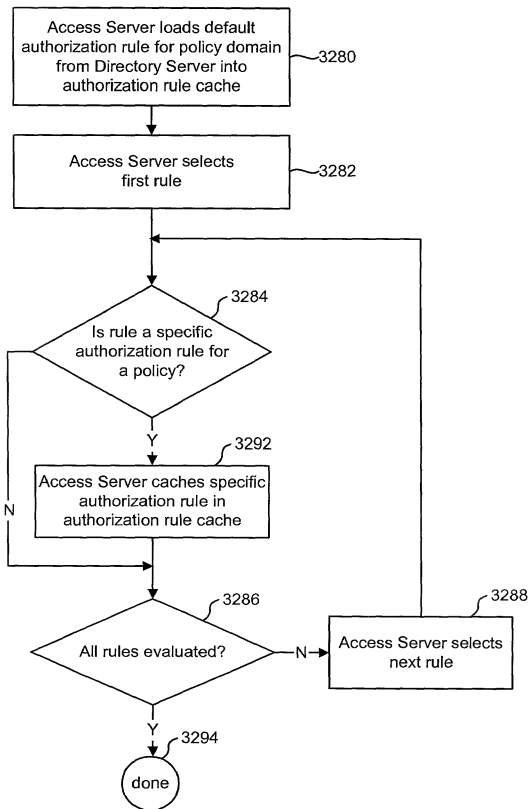 Access Server loads default
authorization rule for policy domain
from Directory Server into
authorization rule cache
3280
Access Server selects
first rule
3282
3284
Is rule a specific
authorization rule for
a policy?
Y
3292
Access Server caches specific
authorization rule in
authorization rule cache
N
3286
All rules evaluated?
N
3288
Access Server selects
next rule
Y
3294
done